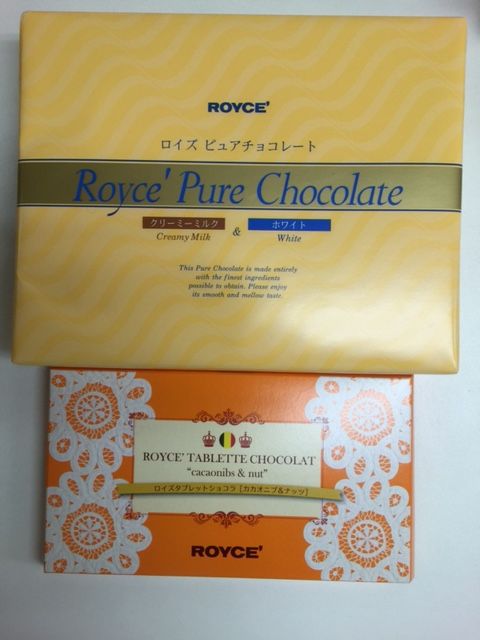 ROYCE'
ロイズ ピュアチョコレート
Royce' Pure Chocolate
クリーミーミルク ホワイト
Creamy Milk & White
This Pure Chocolate is made entirely
with the finest ingredients
possible to obtain. Please enjoy
its smooth and mellow taste.
ROYCE' TABLETTE CHOCOLAT
"cacaonibs & nut"
ロイズタブレットショコラ [カカオニブ&ナッツ]
ROYCE'